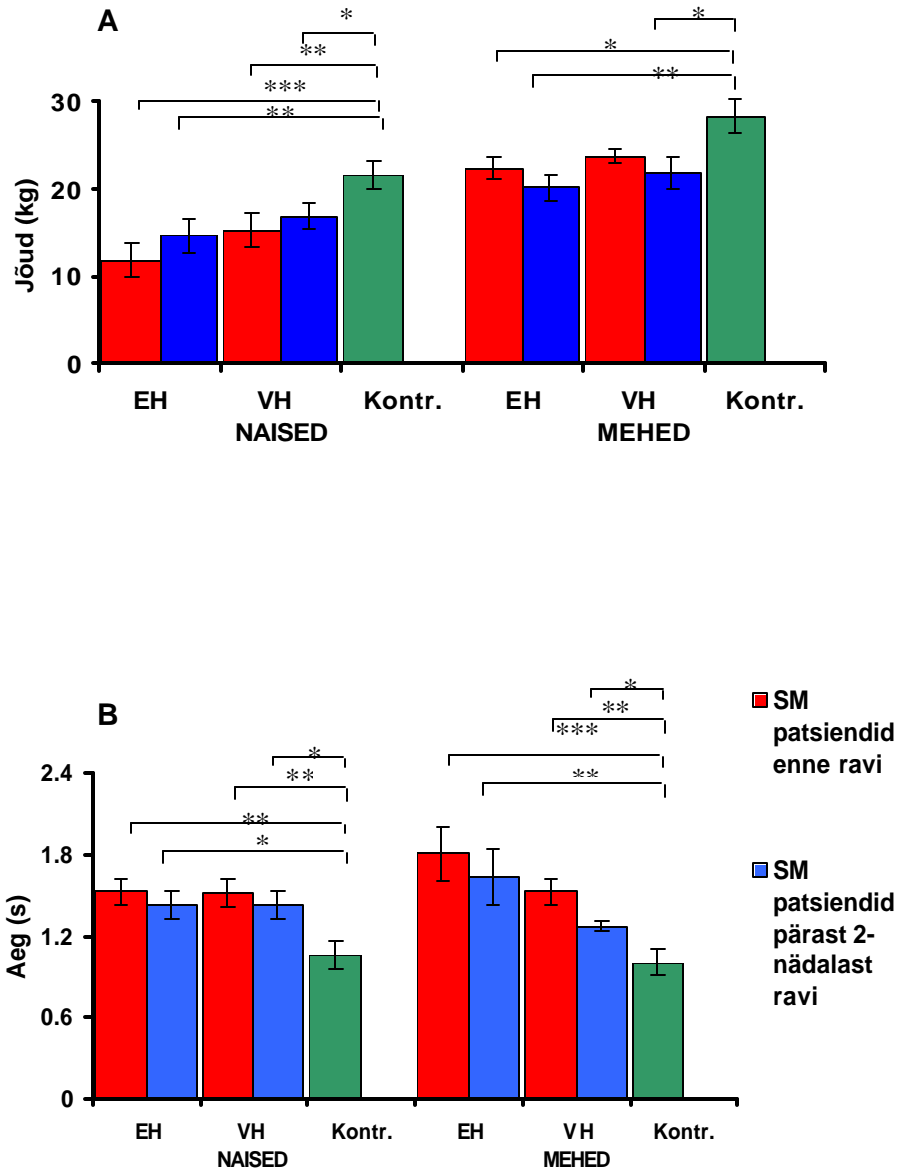 A
*
**
***
**
*
*
**
30
20
10
0
Jõud (kg)
EH VH Kontr. EH VH Kontr.
NAISED MEHED
B
*
**
**
*
*
**
***
**
2.4
1.8
1.2
0.6
0
Aeg (s)
EH VH Kontr. EH VH Kontr.
NAISED MEHED
SM
patsiendid
enne ravi
SM
patsiendid
pärast 2-
nädalast
ravi